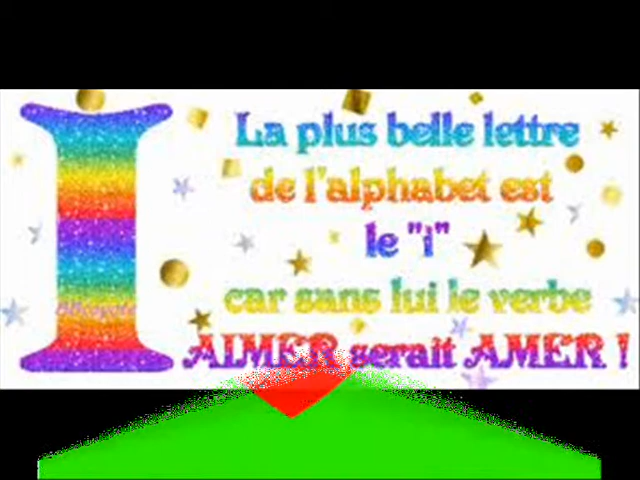 I
La plus belle lettre
de l'alphabet est
le "i"
car sans lui le verbe
AIMER serait AMER !